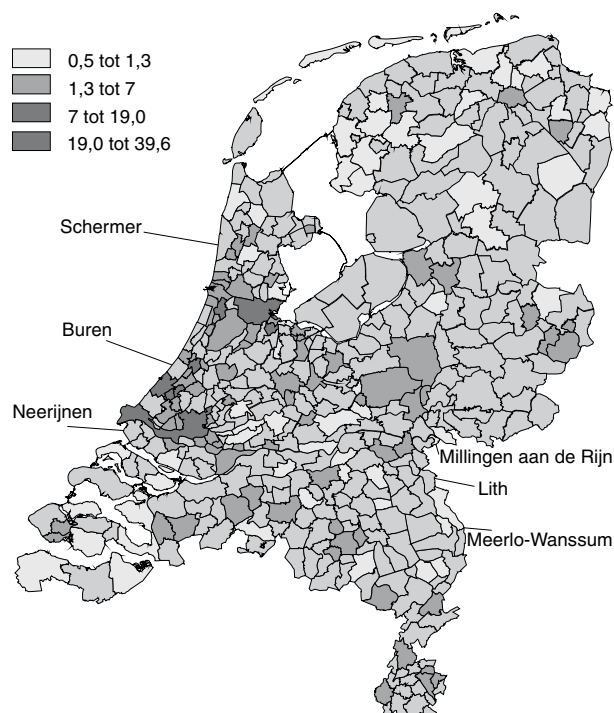 0,5 tot 1,3
1,3 tot 7
7 tot 19,0
19,0 tot 39,6
Schermer
Buren
Neerijnen
Millingen aan de Rijn
Lith
Meerlo-Wanssum